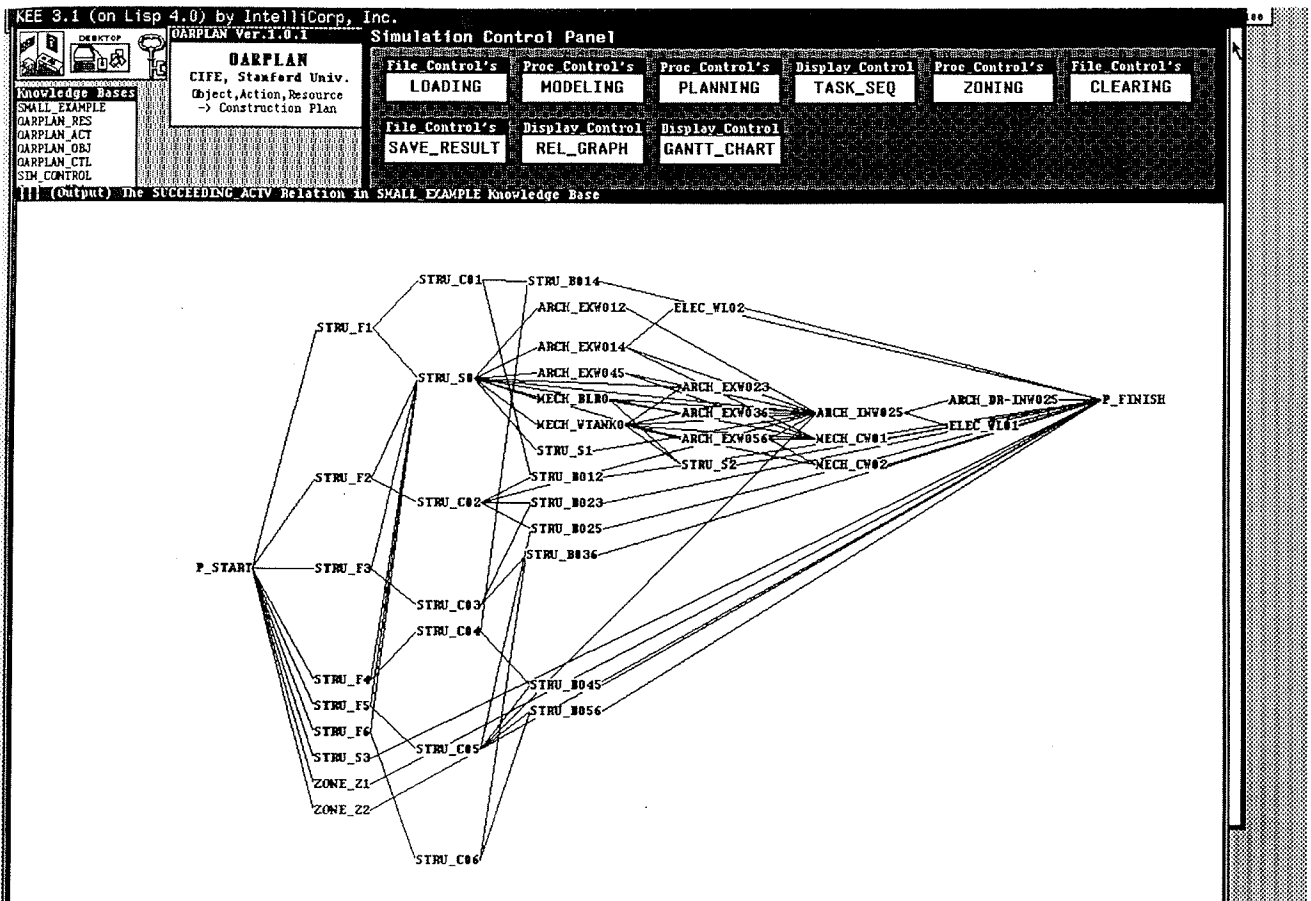 KEE 3.1 (on Lisp 4.0) by IntelliCorp, Inc.
DESKTOP
OARPLAN Ver.1.0.1
OARPLAN
CIFE, Stanford Univ.
Object,Action,Resource
-> Construction Plan
Knowledge Bases
SMALL_EXAMPLE
OARPLAN_RES
OARPLAN_ACT
OARPLAN_OBJ
OARPLAN_CTL
SIM_CONTROL
Simulation Control Panel
File_Control's
LOADING
Proc_Control's
MODELING
Proc_Control's
PLANNING
Display_Control
TASK_SEQ
Proc_Control's
ZONING
File_Control's
CLEARING
File_Control's
SAVE_RESULT
Display_Control
REL_GRAPH
Display_Control
GANTT_CHART
(Output) The SUCCEEDING_ACTV Relation in SMALL_EXAMPLE Knowledge Base
P_START
STRU_F1
STRU_F2
STRU_F3
STRU_F4
STRU_F5
STRU_F6
STRU_S3
ZONE_Z1
ZONE_Z2
STRU_C01
STRU_S0
STRU_C02
STRU_C03
STRU_C04
STRU_C05
STRU_C06
STRU_B014
ARCH_EXW012
ARCH_EXW014
ARCH_EXW045
MECH_BLR0
MECH_WTANK0
STRU_S1
STRU_B012
STRU_B023
STRU_B025
STRU_B036
STRU_B045
STRU_B056
ELEC_WL02
ARCH_EXW023
ARCH_EXW036
ARCH_EXW056
STRU_S2
ARCH_INW025
MECH_CW01
MECH_CW02
ARCH_DR-INW025
ELEC_WL01
P_FINISH